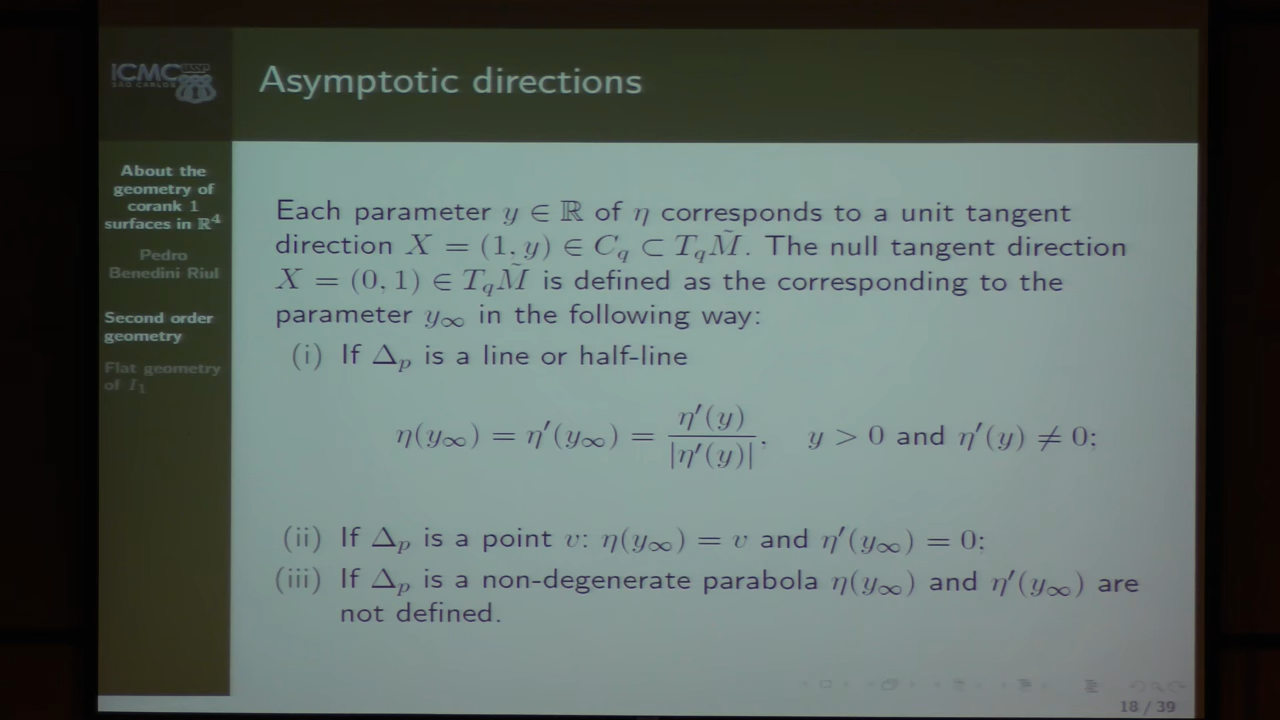 ICMC USP
SÃO CARLOS
Asymptotic directions
About the
geometry of
corank 1
surfaces in ℝ⁴
Pedro
Benedini Riul
Second order
geometry
Flat geometry
of I₁
Each parameter y ∈ ℝ of η corresponds to a unit tangent
direction X = (1, y) ∈ C_q ⊂ T_qM̃. The null tangent direction
X = (0, 1) ∈ T_qM̃ is defined as the corresponding to the
parameter y_∞ in the following way:
(i) If Δ_p is a line or half-line
η(y_∞) = η′(y_∞) = η′(y)/|η′(y)|, y > 0 and η′(y) ≠ 0;
(ii) If Δ_p is a point v: η(y_∞) = v and η′(y_∞) = 0;
(iii) If Δ_p is a non-degenerate parabola η(y_∞) and η′(y_∞) are
not defined.
18 / 39